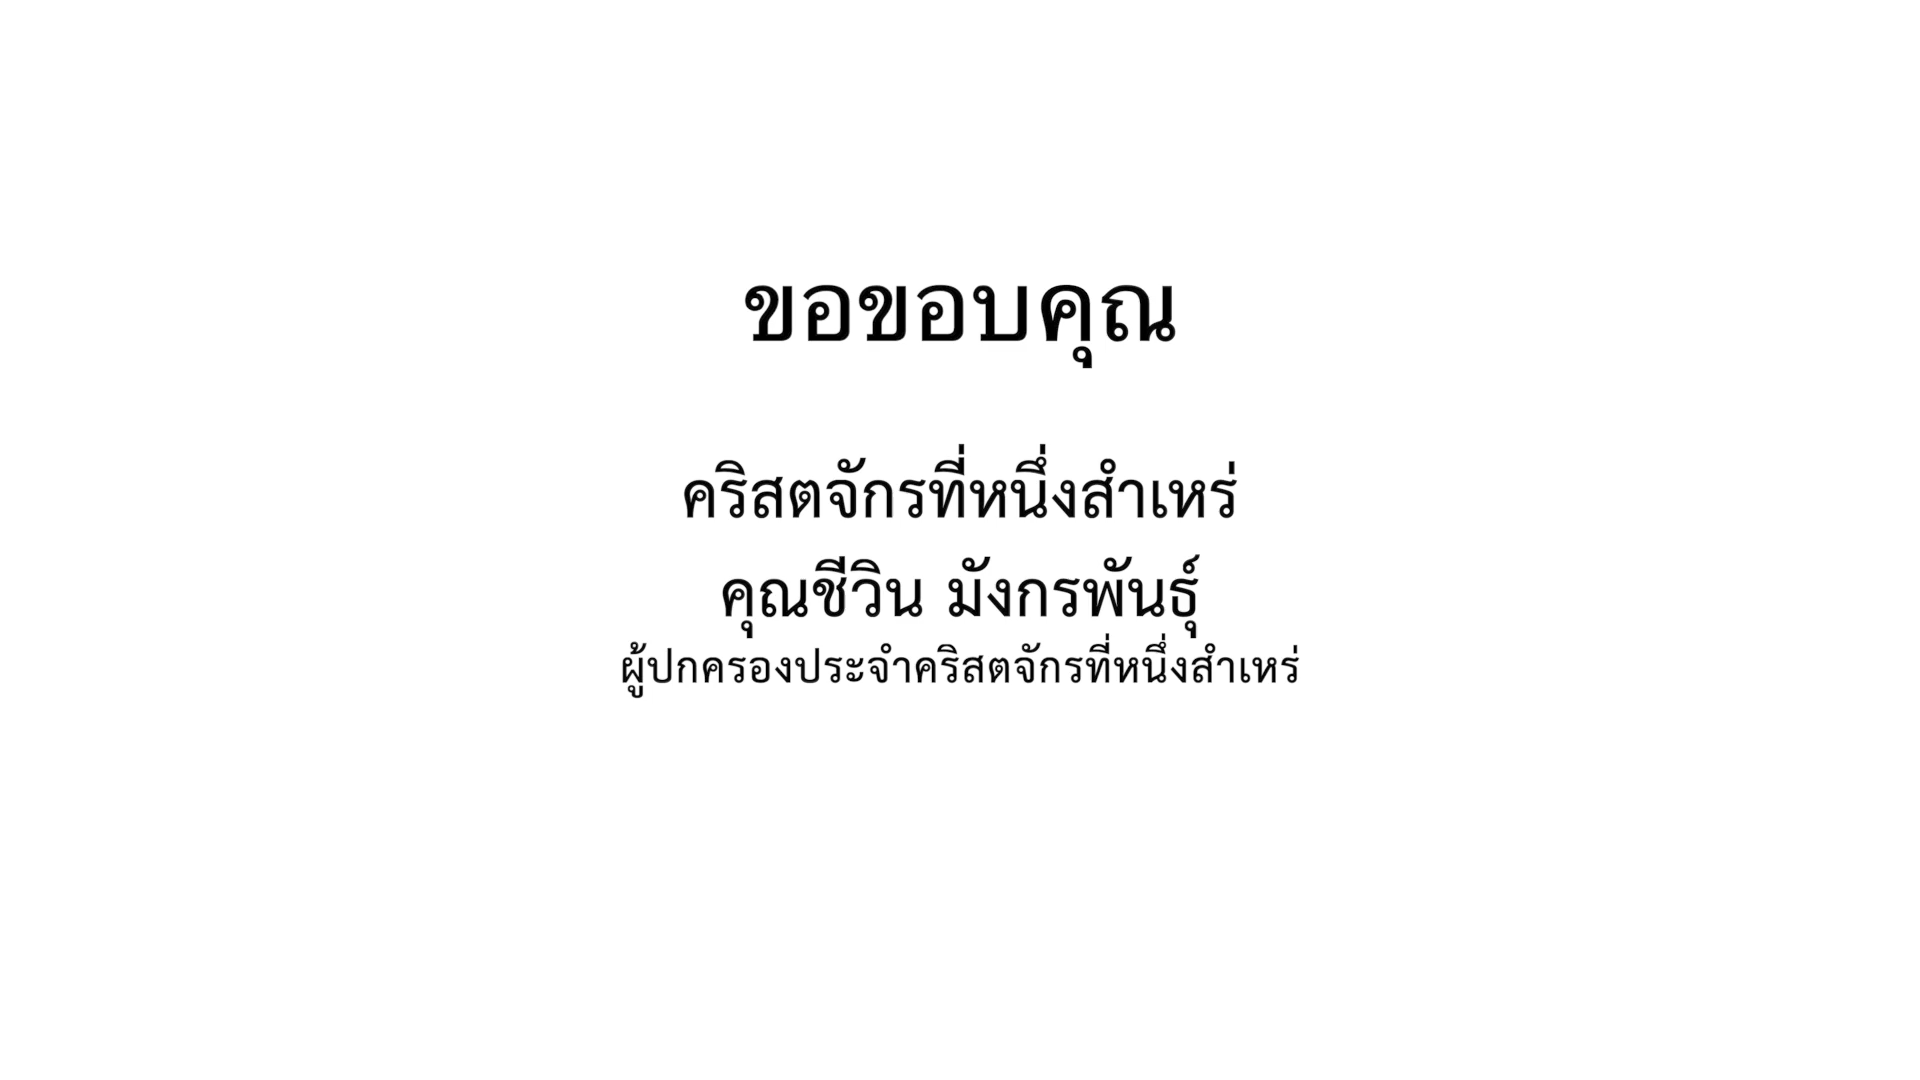 ขอขอบคุณ
คริสตจักรที่หนึ่งสำเหร่
คุณชีวิน มังกรพันธุ์
ผู้ปกครองประจำคริสตจักรที่หนึ่งสำเหร่